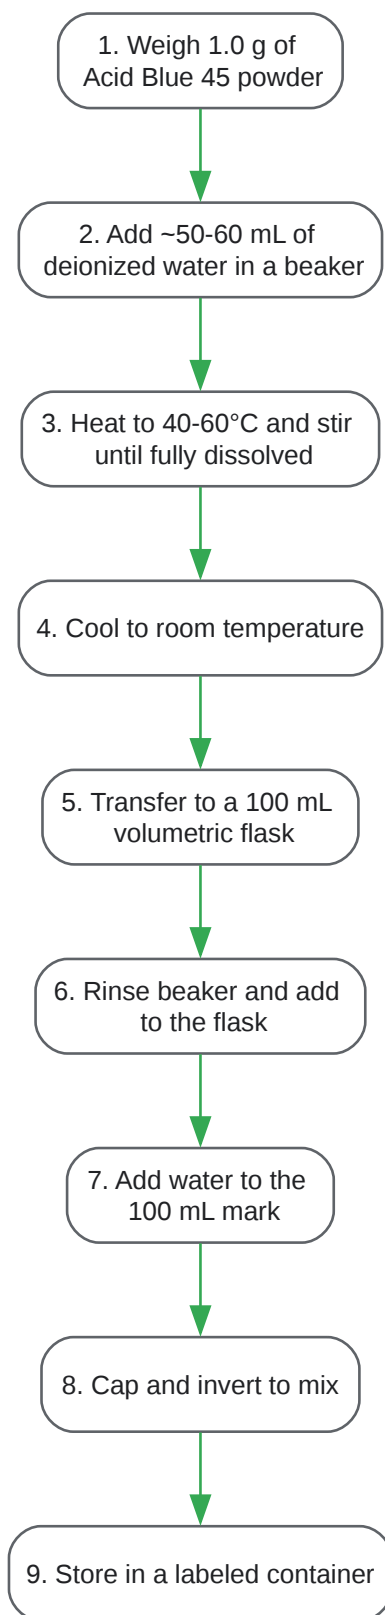 1. Weigh 1.0 g of
Acid Blue 45 powder
2. Add ~50-60 mL of
deionized water in a beaker
3. Heat to 40-60°C and stir
until fully dissolved
4. Cool to room temperature
5. Transfer to a 100 mL
volumetric flask
6. Rinse beaker and add
to the flask
7. Add water to the
100 mL mark
8. Cap and invert to mix
9. Store in a labeled container